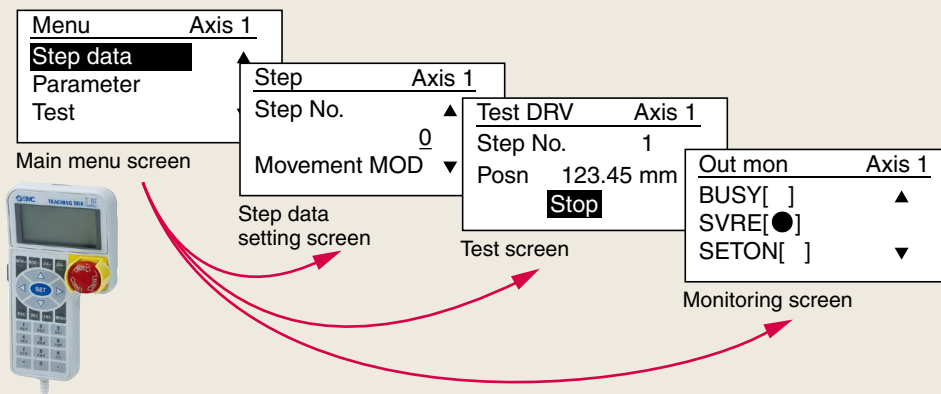 Menu Axis 1
Step data
Parameter
Test
Main menu screen
Step Axis 1
Step No.
0
Movement MOD
Step data
setting screen
Test DRV Axis 1
Step No. 1
Posn 123.45 mm
Stop
Test screen
Out mon Axis 1
BUSY[ ]
SVRE[●]
SETON[ ]
Monitoring screen
SMC TEACHING BOX LE
SET